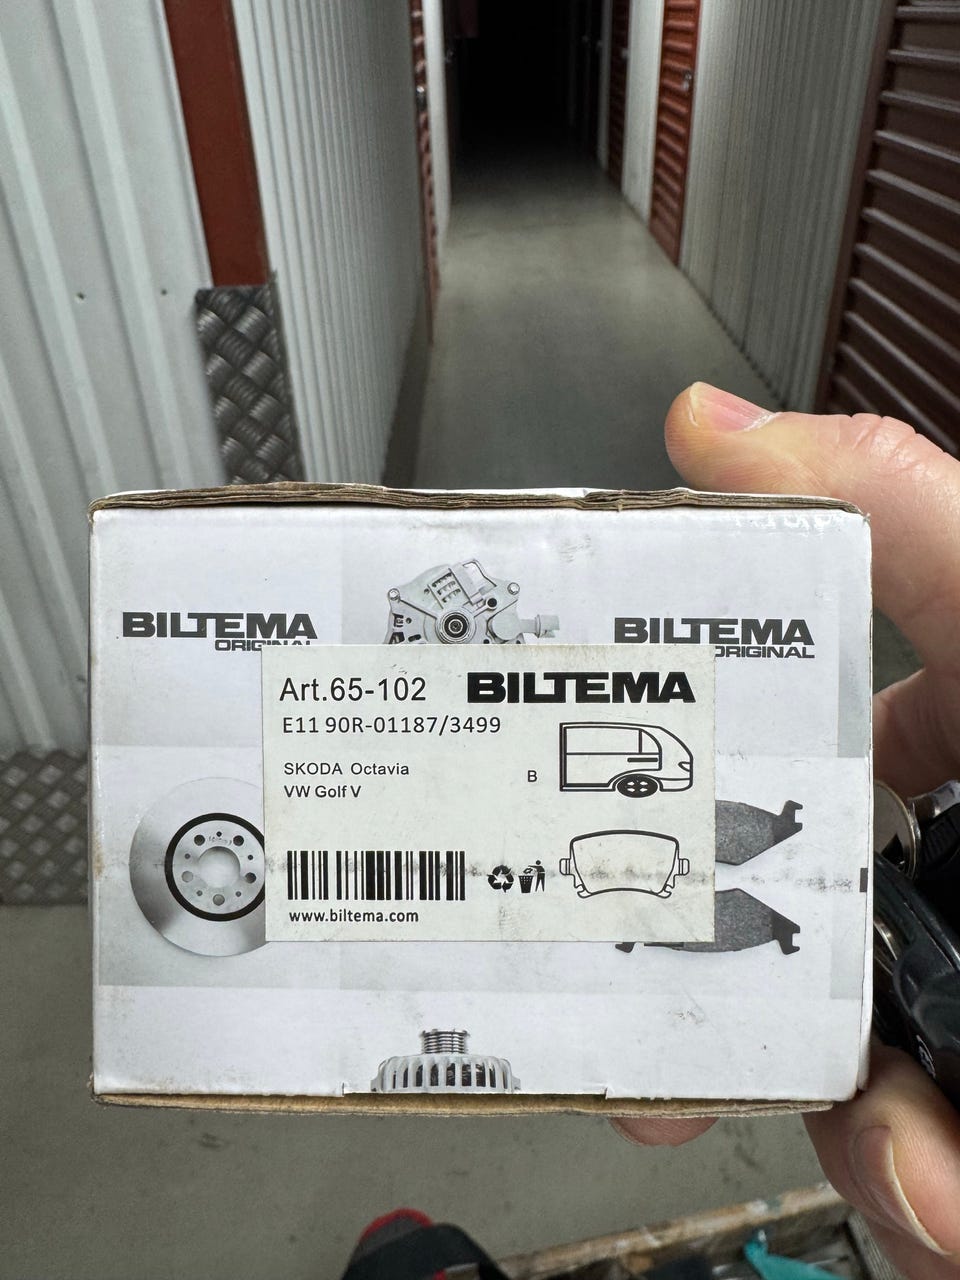 BILTEMA
ORIGINAL
BILTEMA
ORIGINAL
Art.65-102 BILTEMA
E11 90R-01187/3499
SKODA Octavia
VW Golf V
B
www.biltema.com